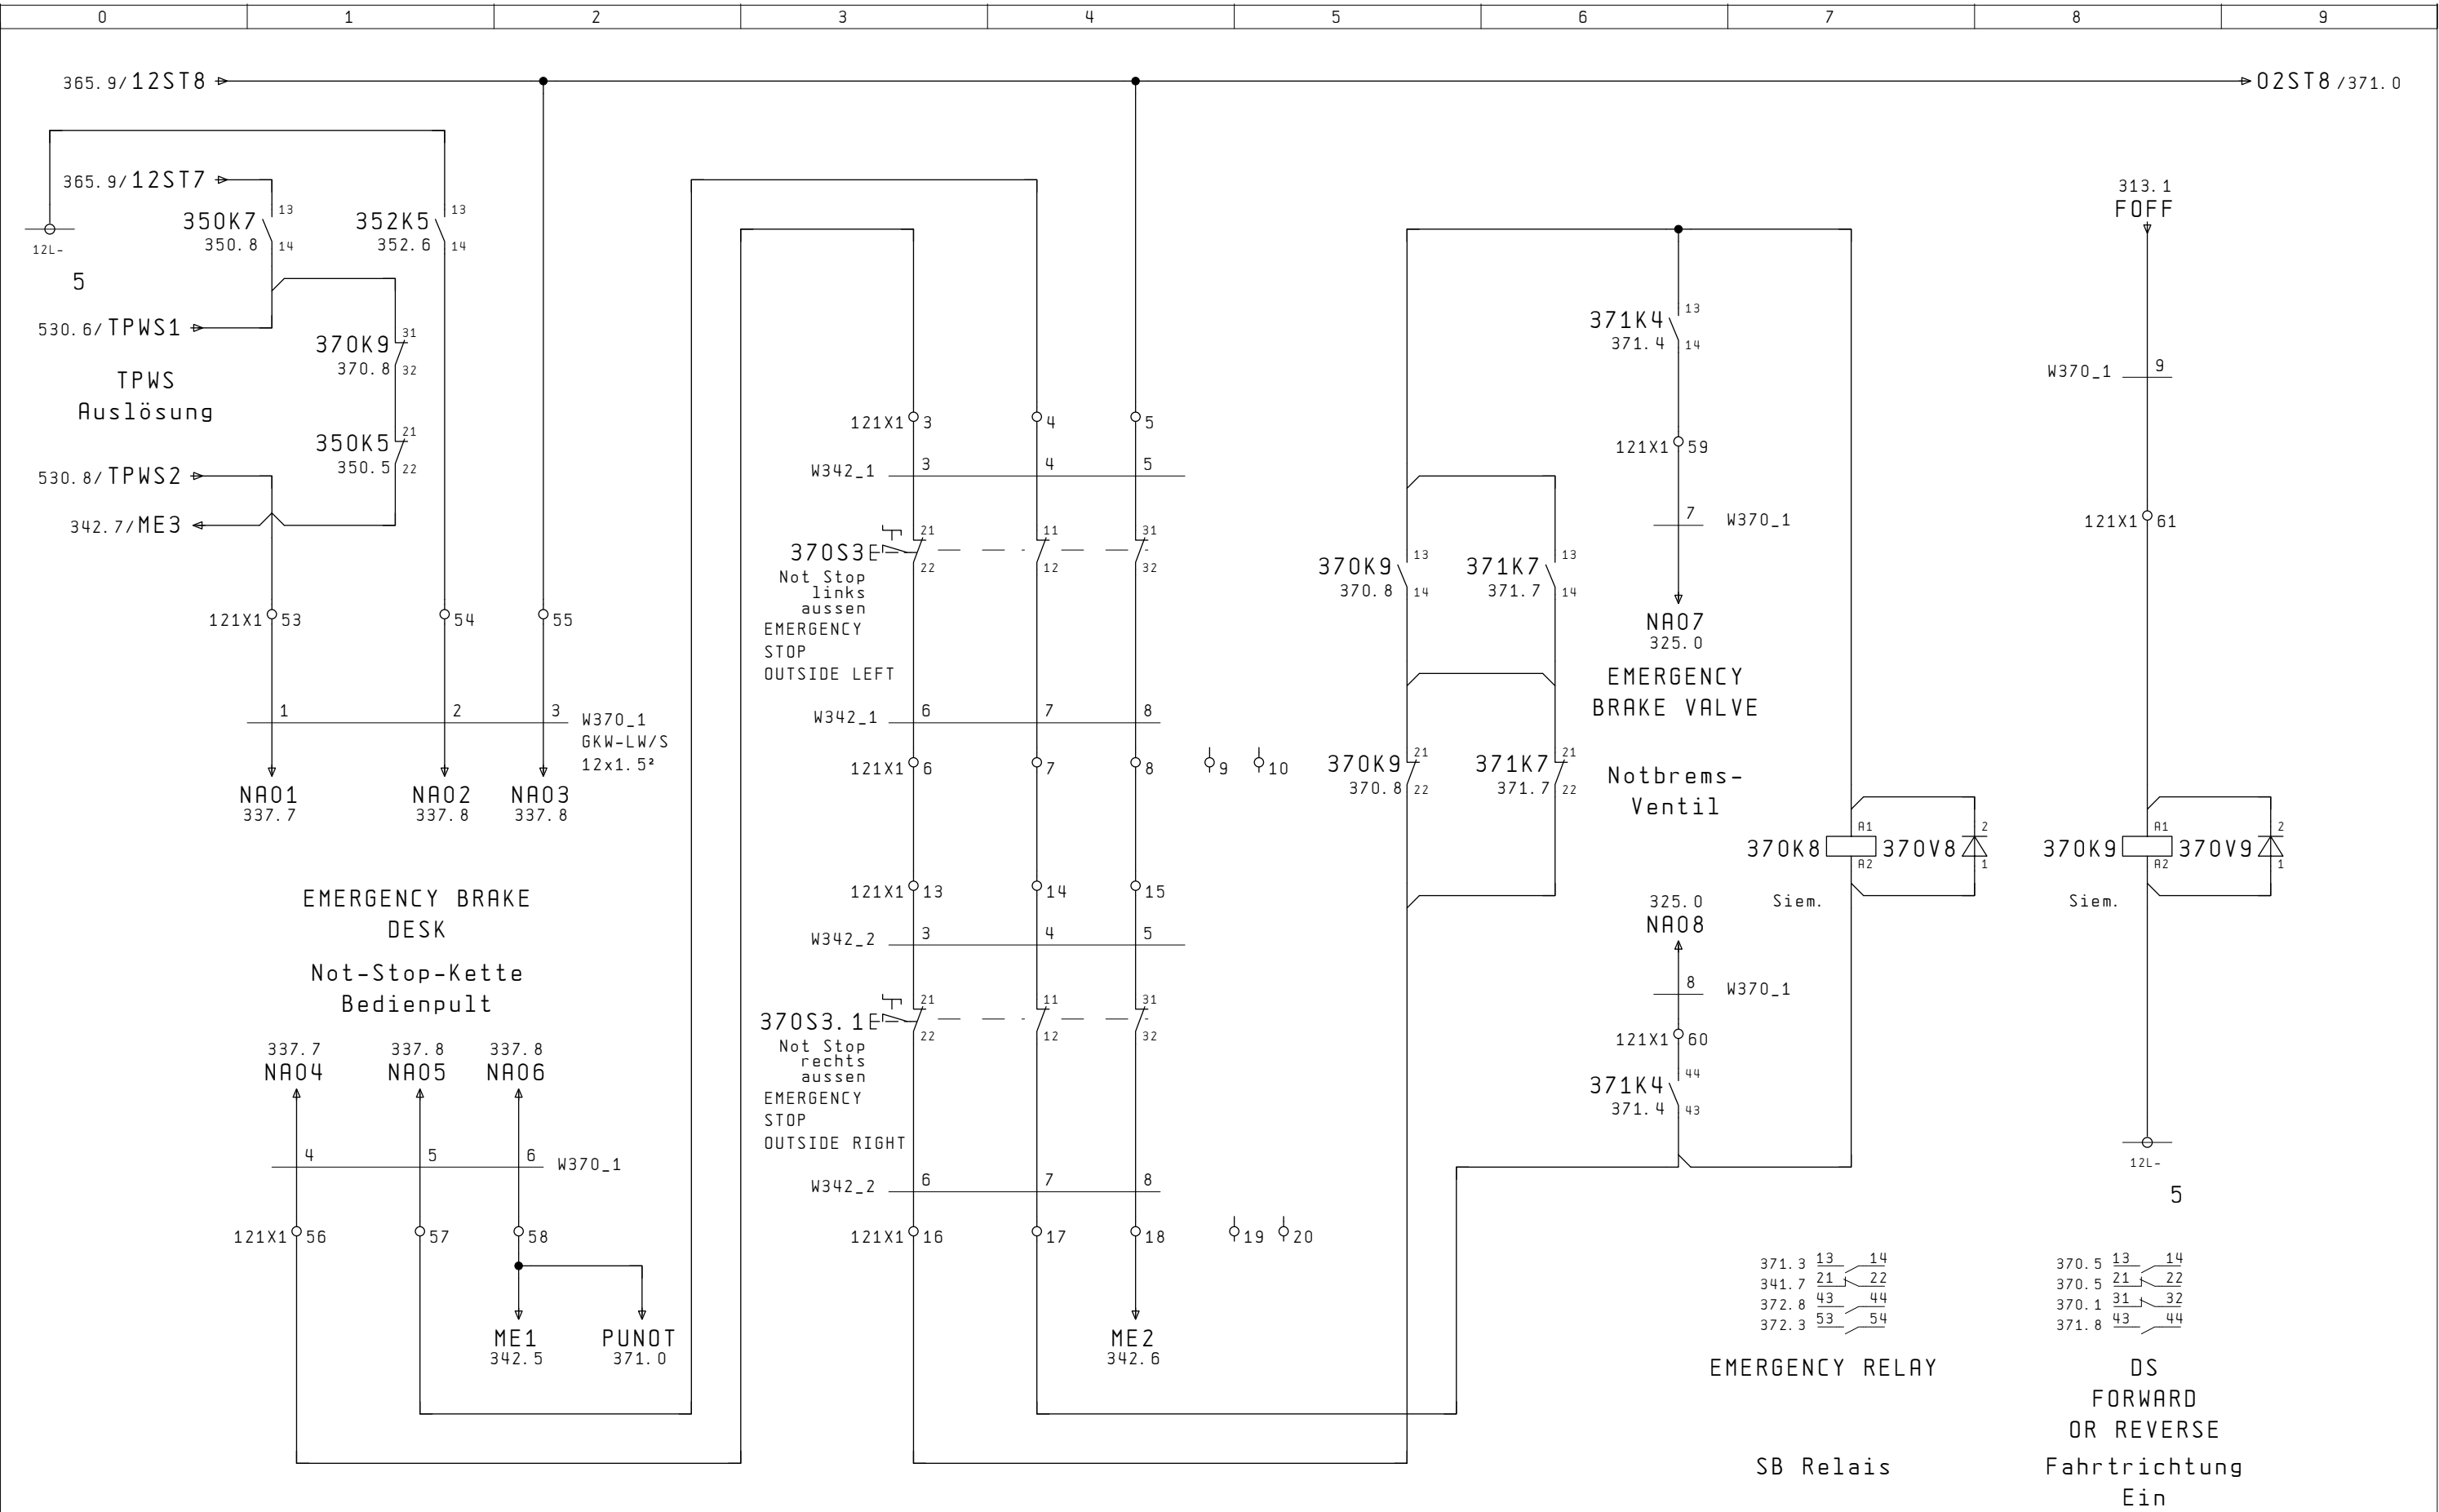 0 1 2 3 4 5 6 7 8 9
365.9/12ST8
02ST8/371.0
365.9/12ST7
12L-
5
350K7
350.8
13
14
352K5
352.6
13
14
530.6/TPWS1
TPWS
Auslösung
370K9
370.8
31
32
350K5
350.5
21
22
530.8/TPWS2
342.7/ME3
121X1 53 54 55
1 2 3 W370_1
GKW-LW/S
12x1.5²
NA01
337.7
NA02
337.8
NA03
337.8
EMERGENCY BRAKE
DESK
Not-Stop-Kette
Bedienpult
337.7
NA04
337.8
NA05
337.8
NA06
4 5 6 W370_1
121X1 56 57 58
ME1
342.5
PUNOT
371.0
121X1 3 4 5
W342_1 3 4 5
370S3
21 11 31
22 12 32
Not Stop
links
aussen
EMERGENCY
STOP
OUTSIDE LEFT
W342_1 6 7 8
121X1 6 7 8 9 10
121X1 13 14 15
W342_2 3 4 5
370S3.1
21 11 31
22 12 32
Not Stop
rechts
aussen
EMERGENCY
STOP
OUTSIDE RIGHT
W342_2 6 7 8
121X1 16 17 18 19 20
ME2
342.6
370K9
370.8
13
14
371K7
371.7
13
14
370K9
370.8
21
22
371K7
371.7
21
22
371K4
371.4
13
14
121X1 59
7 W370_1
NA07
325.0
EMERGENCY
BRAKE VALVE
Notbrems-
Ventil
325.0
NA08
8 W370_1
121X1 60
371K4
371.4
44
43
370K8
A1
A2
370V8
2
1
Siem.
371.3 13 14
341.7 21 22
372.8 43 44
372.3 53 54
EMERGENCY RELAY
SB Relais
313.1
FOFF
W370_1 9
121X1 61
370K9
A1
A2
370V9
2
1
Siem.
12L-
5
370.5 13 14
370.5 21 22
370.1 31 32
371.8 43 44
DS
FORWARD
OR REVERSE
Fahrtrichtung
Ein